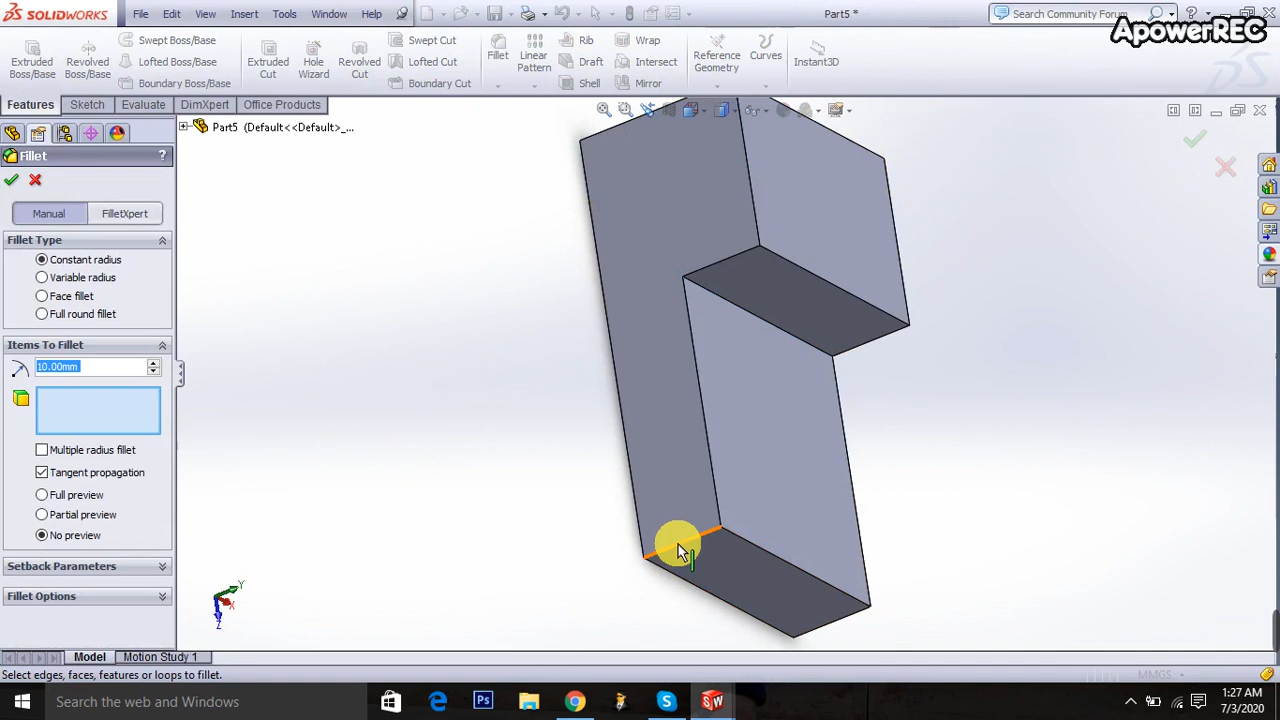 SOLIDWORKS File Edit View Insert Tools Window Help Part5 * Search Community Forum
ApowerREC
Extruded Boss/Base
Revolved Boss/Base
Swept Boss/Base
Lofted Boss/Base
Boundary Boss/Base
Extruded Cut
Hole Wizard
Revolved Cut
Swept Cut
Lofted Cut
Boundary Cut
Fillet
Linear Pattern
Rib
Draft
Shell
Wrap
Intersect
Mirror
Reference Geometry
Curves
Instant3D
Features Sketch Evaluate DimXpert Office Products
Part5 (Default<<Default>_...
Fillet ?
Manual FilletXpert
Fillet Type
Constant radius
Variable radius
Face fillet
Full round fillet
Items To Fillet
10.00mm
Multiple radius fillet
Tangent propagation
Full preview
Partial preview
No preview
Setback Parameters
Fillet Options
Y
X
Z
Model Motion Study 1
Select edges, faces, features or loops to fillet. MMGS
Search the web and Windows
Ps
SW
1:27 AM
7/3/2020